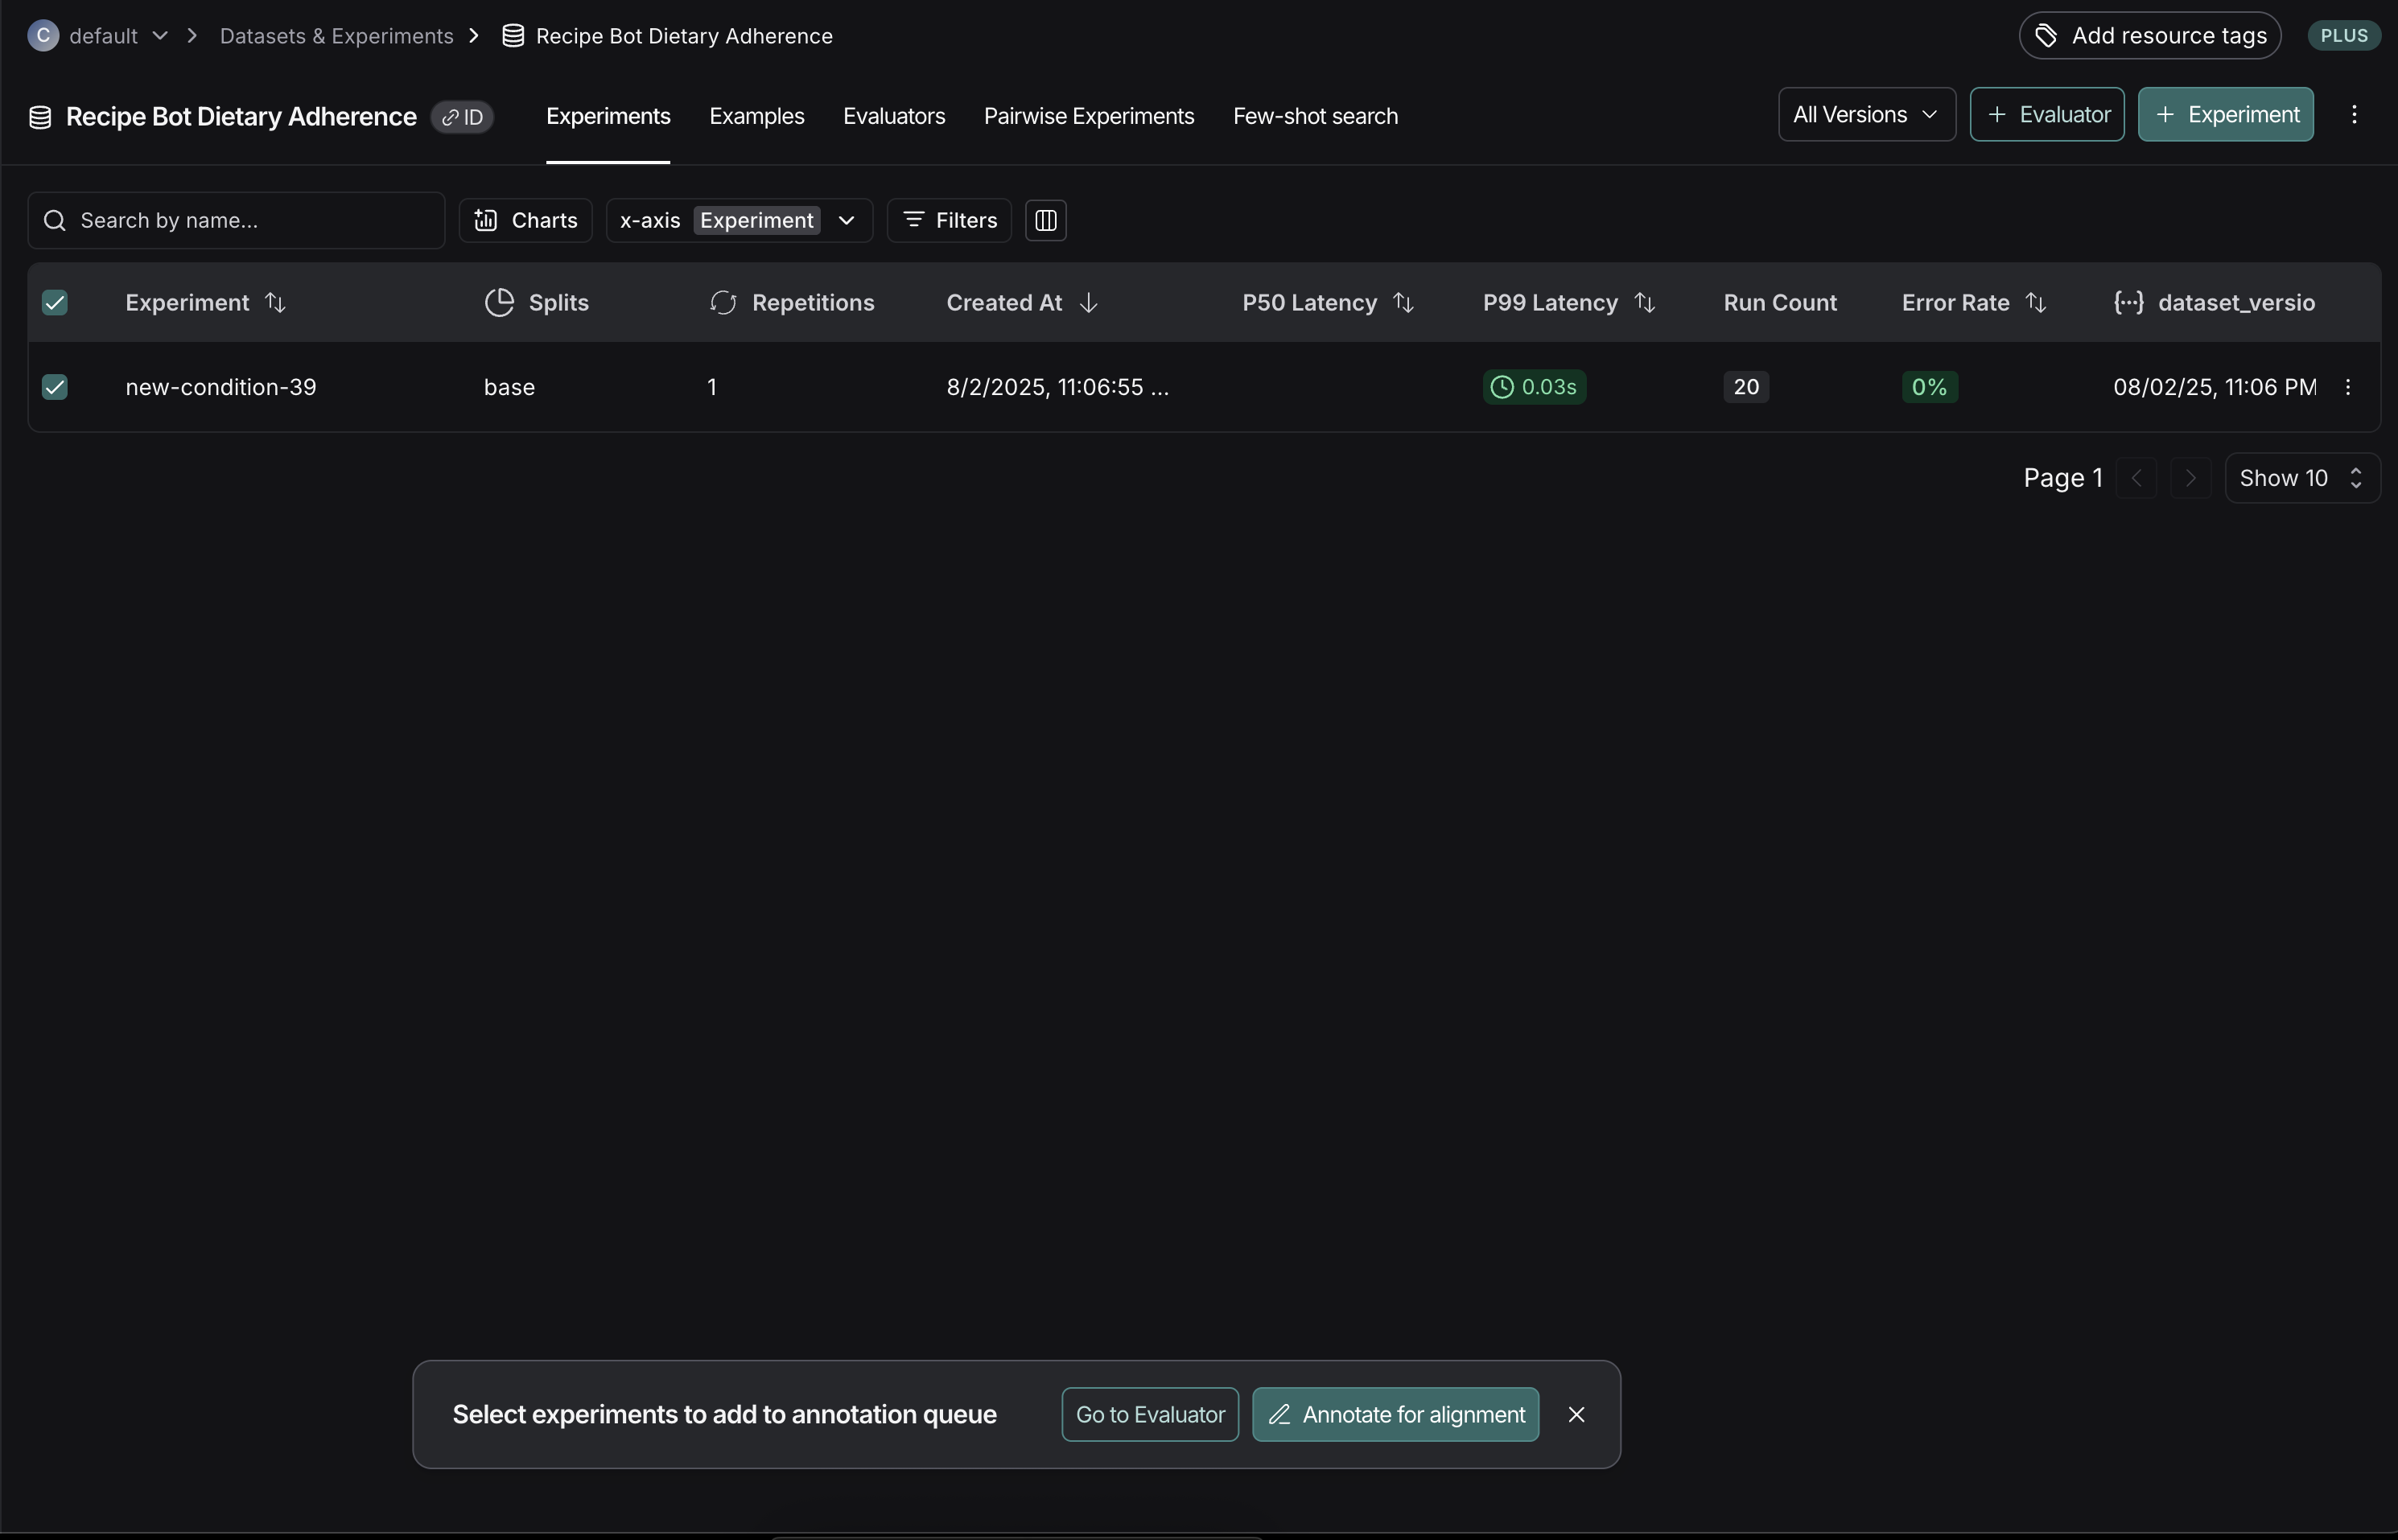 C default Datasets & Experiments Recipe Bot Dietary Adherence Add resource tags PLUS
Recipe Bot Dietary Adherence ID Experiments Examples Evaluators Pairwise Experiments Few-shot search All Versions + Evaluator + Experiment
Search by name... Charts x-axis Experiment Filters
Experiment Splits Repetitions Created At P50 Latency P99 Latency Run Count Error Rate {···} dataset_versio
new-condition-39 base 1 8/2/2025, 11:06:55 ... 0.03s 20 0% 08/02/25, 11:06 PM
Page 1 Show 10
Select experiments to add to annotation queue Go to Evaluator Annotate for alignment